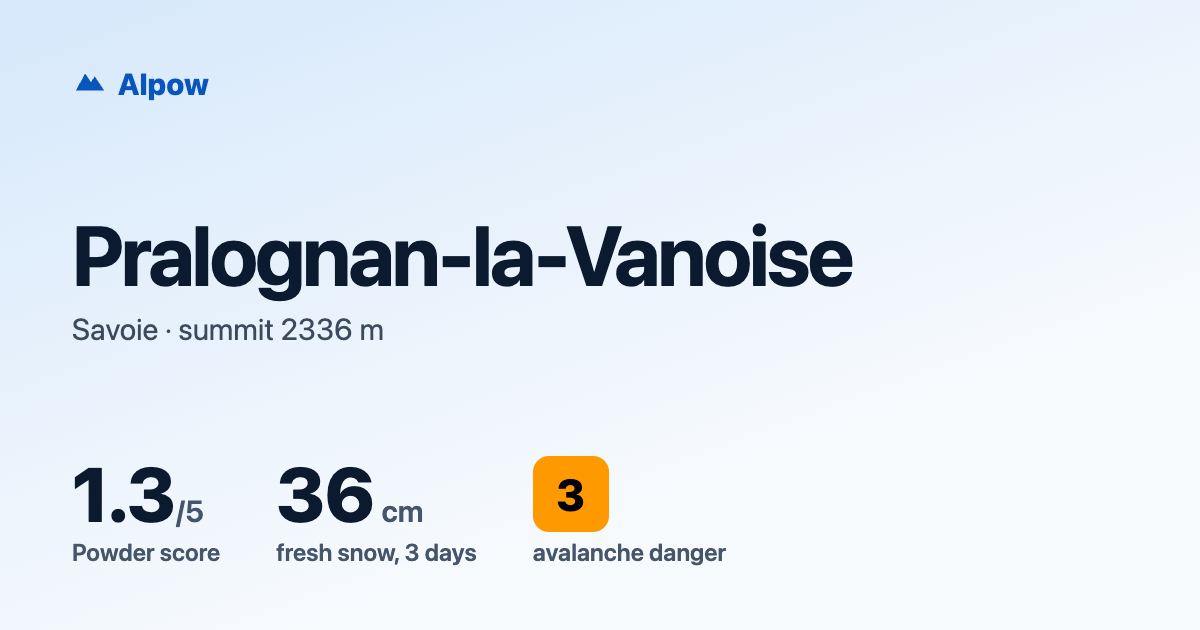 Alpow
Pralognan-la-Vanoise
Savoie · summit 2336 m
1.3/5
Powder score
36 cm
fresh snow, 3 days
3
avalanche danger